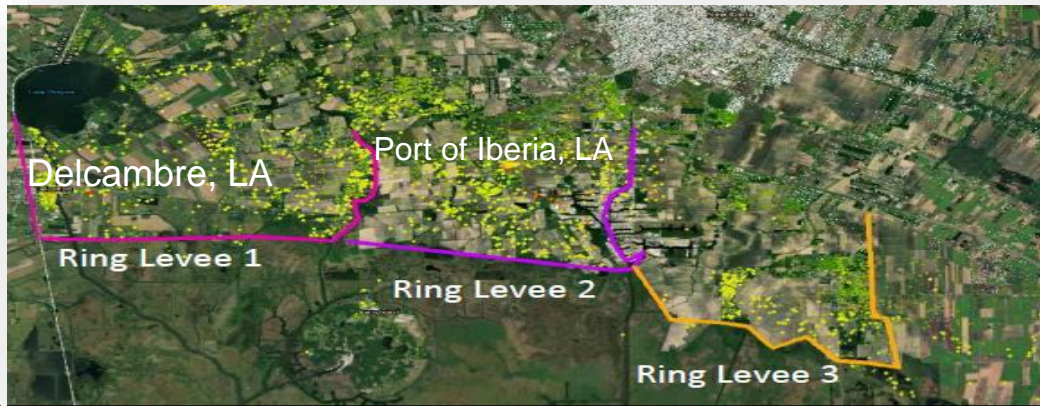 Port of Iberia, LA
Delcambre, LA
Ring Levee 1
Ring Levee 2
Ring Levee 3